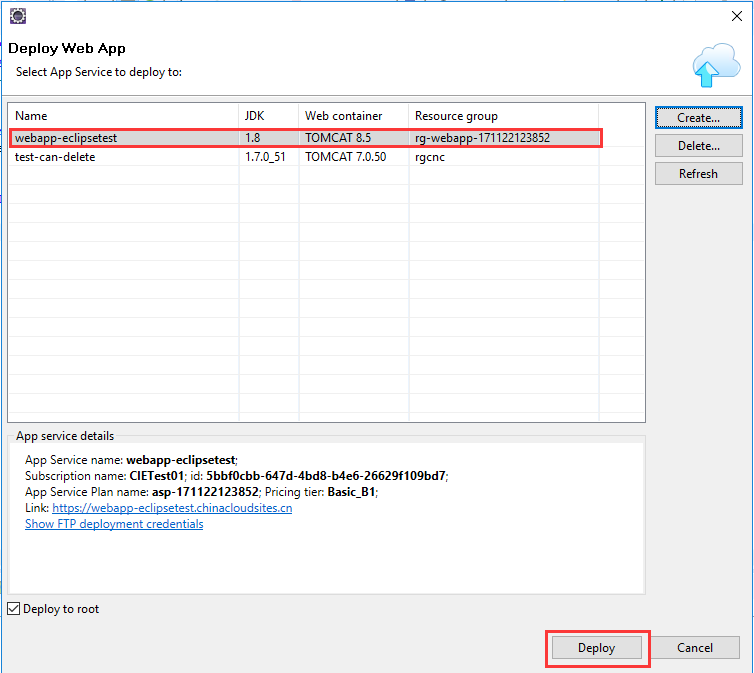 Deploy Web App
Select App Service to deploy to:
Name JDK Web container Resource group
webapp-eclipsetest 1.8 TOMCAT 8.5 rg-webapp-171122123852
test-can-delete 1.7.0_51 TOMCAT 7.0.50 rgcnc
Create...
Delete...
Refresh
App service details
App Service name: webapp-eclipsetest;
Subscription name: CIETest01; id: 5bbf0cbb-647d-4bd8-b4e6-26629f109bd7;
App Service Plan name: asp-171122123852; Pricing tier: Basic_B1;
Link: https://webapp-eclipsetest.chinacloudsites.cn
Show FTP deployment credentials
Deploy to root
Deploy Cancel